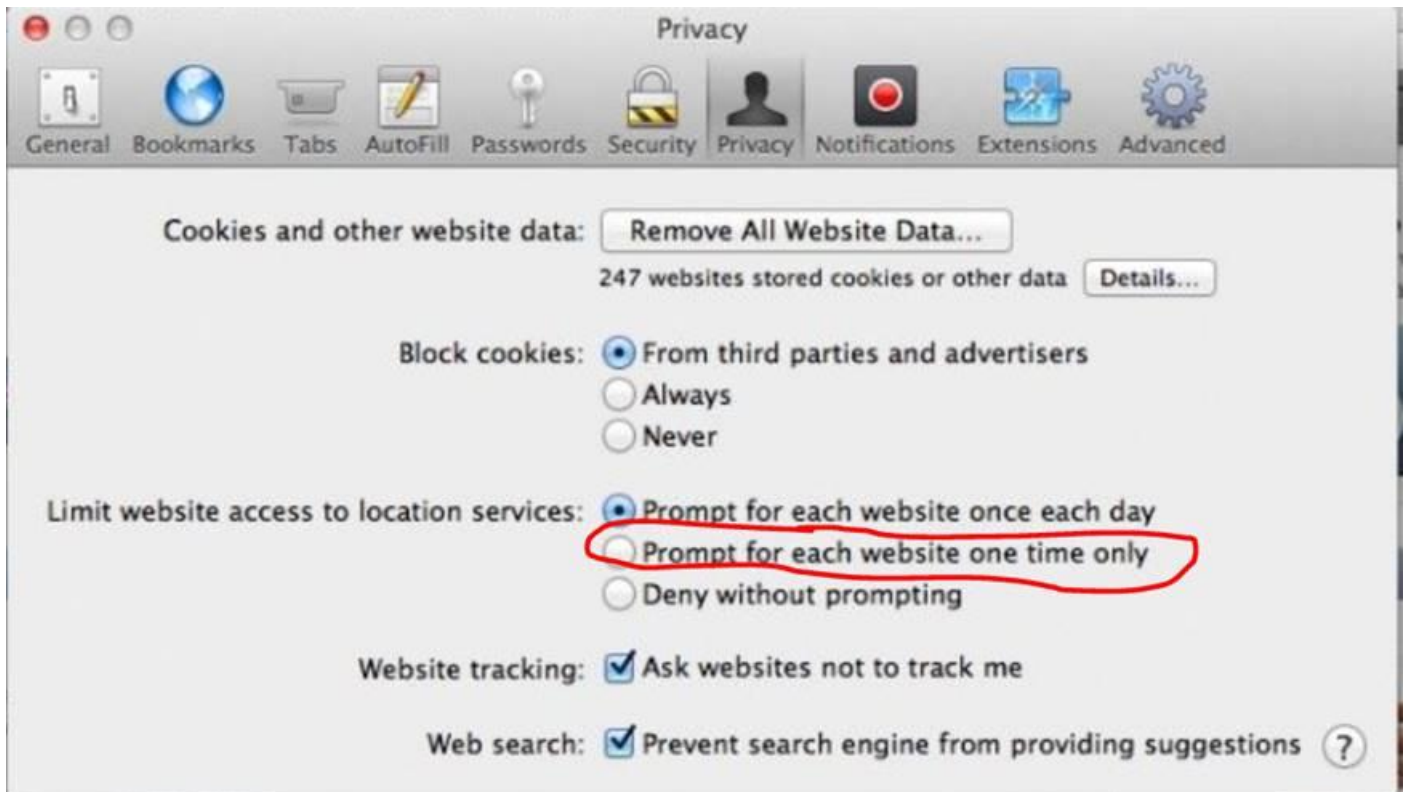 Privacy
General Bookmarks Tabs AutoFill Passwords Security Privacy Notifications Extensions Advanced
Cookies and other website data: Remove All Website Data...
247 websites stored cookies or other data Details...
Block cookies: From third parties and advertisers
Always
Never
Limit website access to location services: Prompt for each website once each day
Prompt for each website one time only
Deny without prompting
Website tracking: Ask websites not to track me
Web search: Prevent search engine from providing suggestions ?